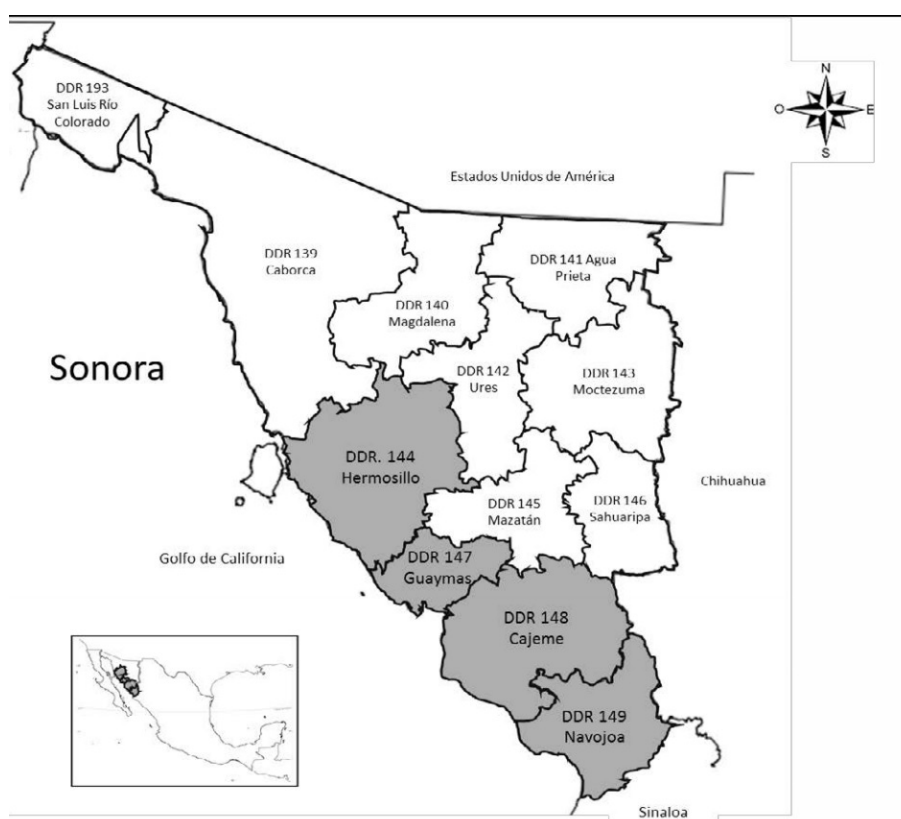 N
O
E
S
DDR 193
San Luis Río
Colorado
Estados Unidos de América
DDR 139
Caborca
DDR 141 Agua
Prieta
DDR 140
Magdalena
Sonora
DDR 142
Ures
DDR 143
Moctezuma
DDR. 144
Hermosillo
Chihuahua
DDR 145
Mazatán
DDR 146
Sahuaripa
Golfo de California
DDR 147
Guaymas
DDR 148
Cajeme
DDR 149
Navojoa
Sinaloa